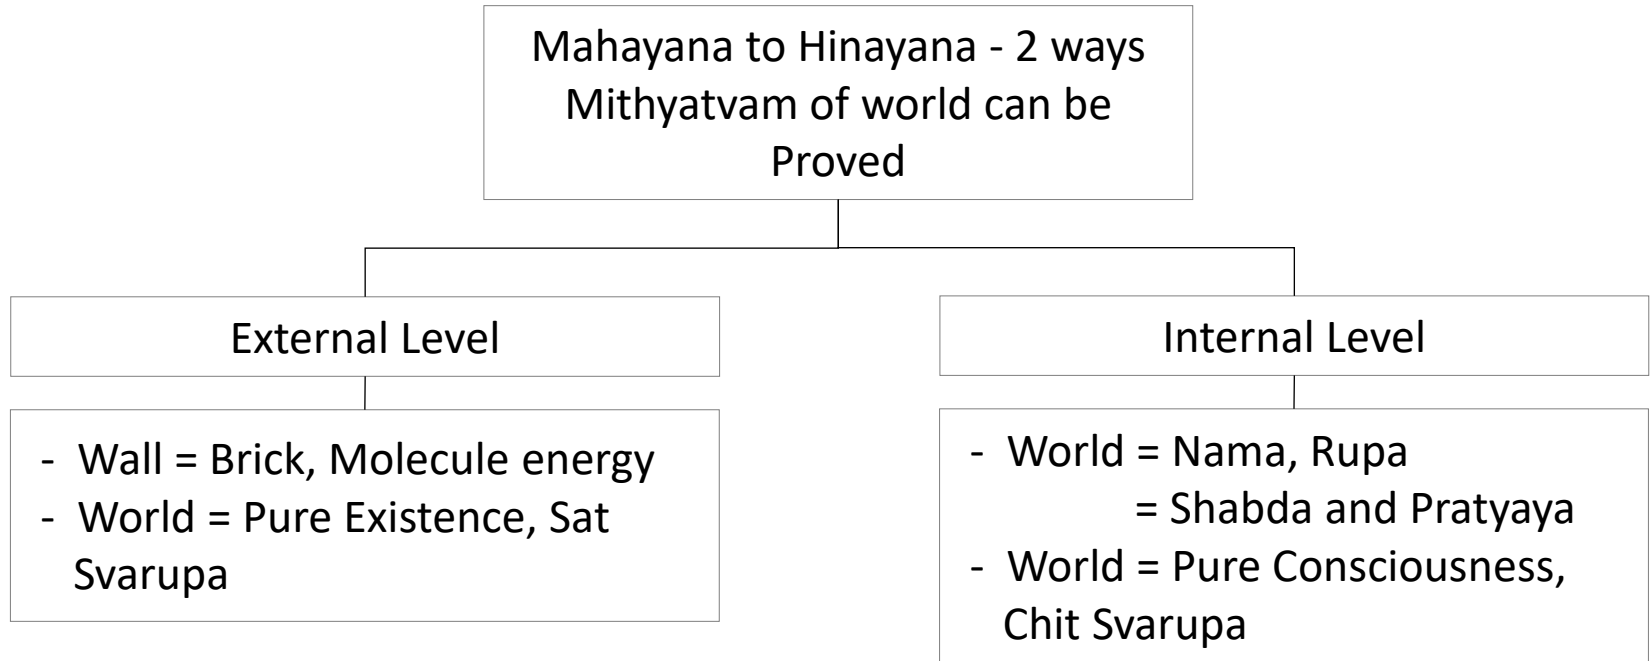 Mahayana to Hinayana - 2 ways
Mithyatvam of world can be
Proved
External Level
Internal Level
- Wall = Brick, Molecule energy
- World = Pure Existence, Sat
Svarupa
- World = Nama, Rupa
= Shabda and Pratyaya
- World = Pure Consciousness,
Chit Svarupa